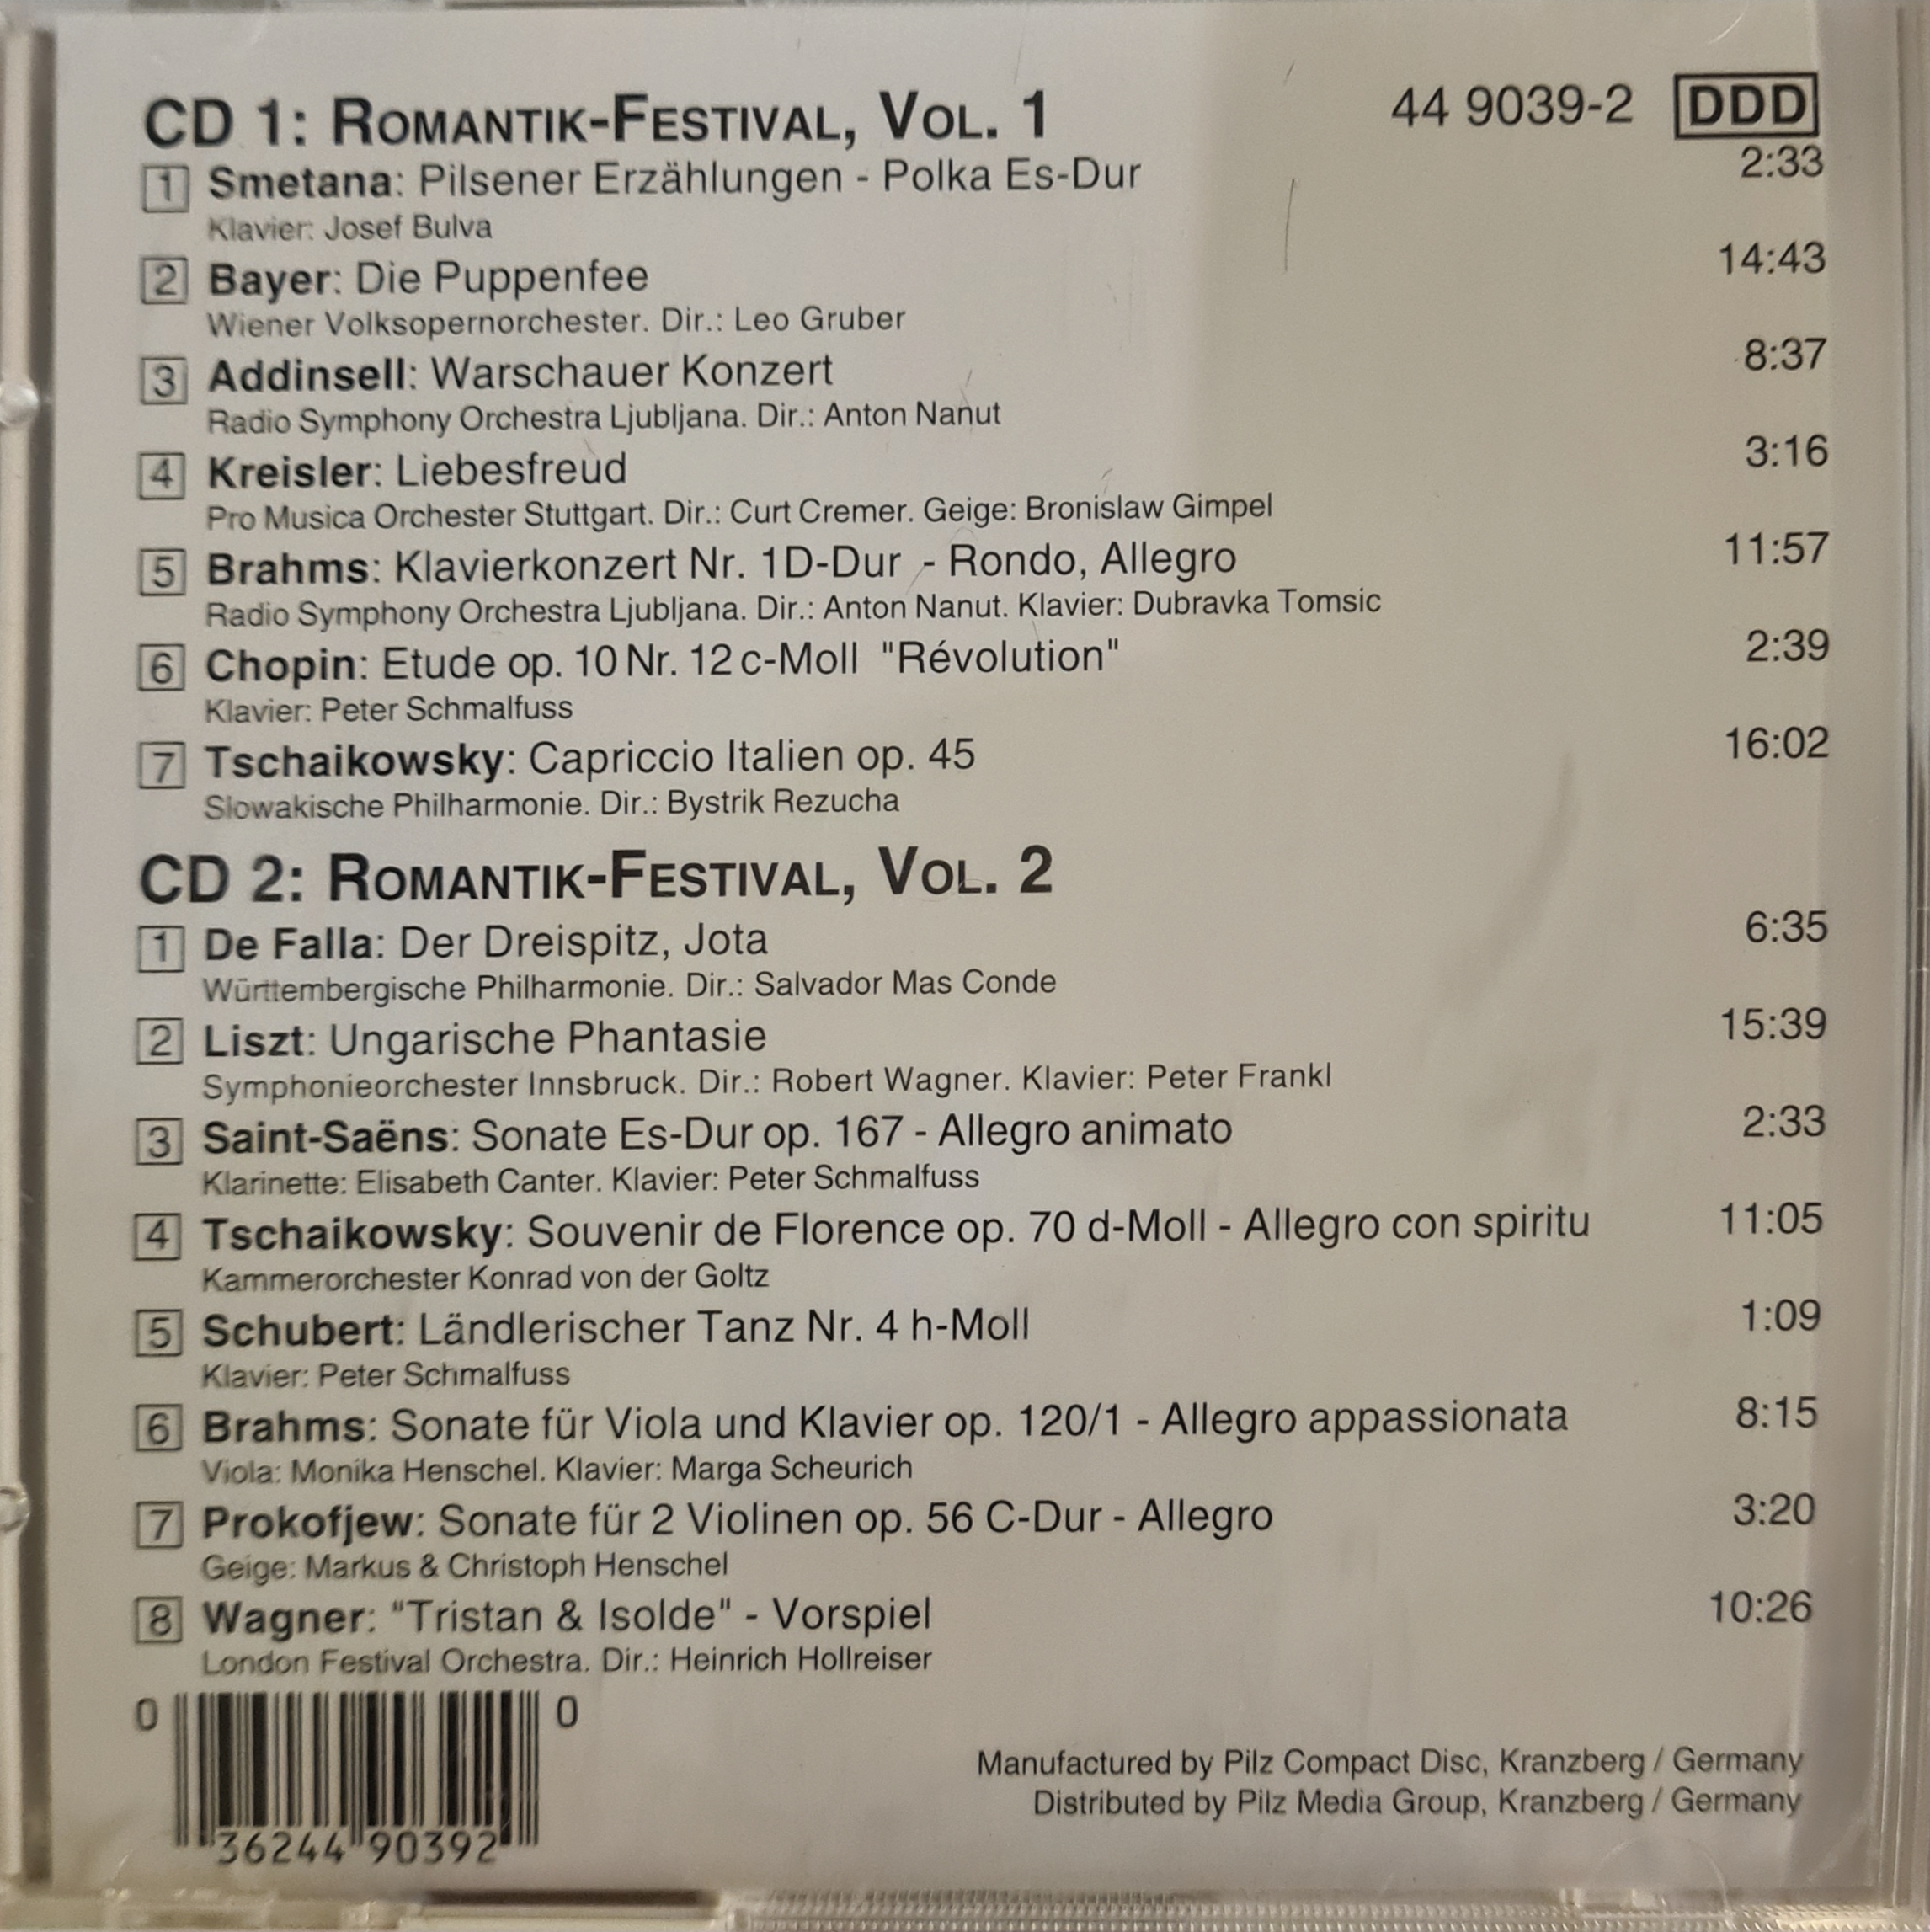 CD 1: ROMANTIK-FESTIVAL, VOL. 1 44 9039-2 DDD
1 Smetana: Pilsener Erzählungen - Polka Es-Dur 2:33
Klavier: Josef Bulva
2 Bayer: Die Puppenfee 14:43
Wiener Volksopernorchester. Dir.: Leo Gruber
3 Addinsell: Warschauer Konzert 8:37
Radio Symphony Orchestra Ljubljana. Dir.: Anton Nanut
4 Kreisler: Liebesfreud 3:16
Pro Musica Orchester Stuttgart. Dir.: Curt Cremer. Geige: Bronislaw Gimpel
5 Brahms: Klavierkonzert Nr. 1 D-Dur - Rondo, Allegro 11:57
Radio Symphony Orchestra Ljubljana. Dir.: Anton Nanut. Klavier: Dubravka Tomsic
6 Chopin: Etude op. 10 Nr. 12 c-Moll "Révolution" 2:39
Klavier: Peter Schmalfuss
7 Tschaikowsky: Capriccio Italien op. 45 16:02
Slowakische Philharmonie. Dir.: Bystrik Rezucha
CD 2: ROMANTIK-FESTIVAL, VOL. 2
1 De Falla: Der Dreispitz, Jota 6:35
Württembergische Philharmonie. Dir.: Salvador Mas Conde
2 Liszt: Ungarische Phantasie 15:39
Symphonieorchester Innsbruck. Dir.: Robert Wagner. Klavier: Peter Frankl
3 Saint-Saëns: Sonate Es-Dur op. 167 - Allegro animato 2:33
Klarinette: Elisabeth Canter. Klavier: Peter Schmalfuss
4 Tschaikowsky: Souvenir de Florence op. 70 d-Moll - Allegro con spiritu 11:05
Kammerorchester Konrad von der Goltz
5 Schubert: Ländlerischer Tanz Nr. 4 h-Moll 1:09
Klavier: Peter Schmalfuss
6 Brahms: Sonate für Viola und Klavier op. 120/1 - Allegro appassionata 8:15
Viola: Monika Henschel. Klavier: Marga Scheurich
7 Prokofjew: Sonate für 2 Violinen op. 56 C-Dur - Allegro 3:20
Geige: Markus & Christoph Henschel
8 Wagner: "Tristan & Isolde" - Vorspiel 10:26
London Festival Orchestra. Dir.: Heinrich Hollreiser
0 36244 90392 0
Manufactured by Pilz Compact Disc, Kranzberg / Germany
Distributed by Pilz Media Group, Kranzberg / Germany